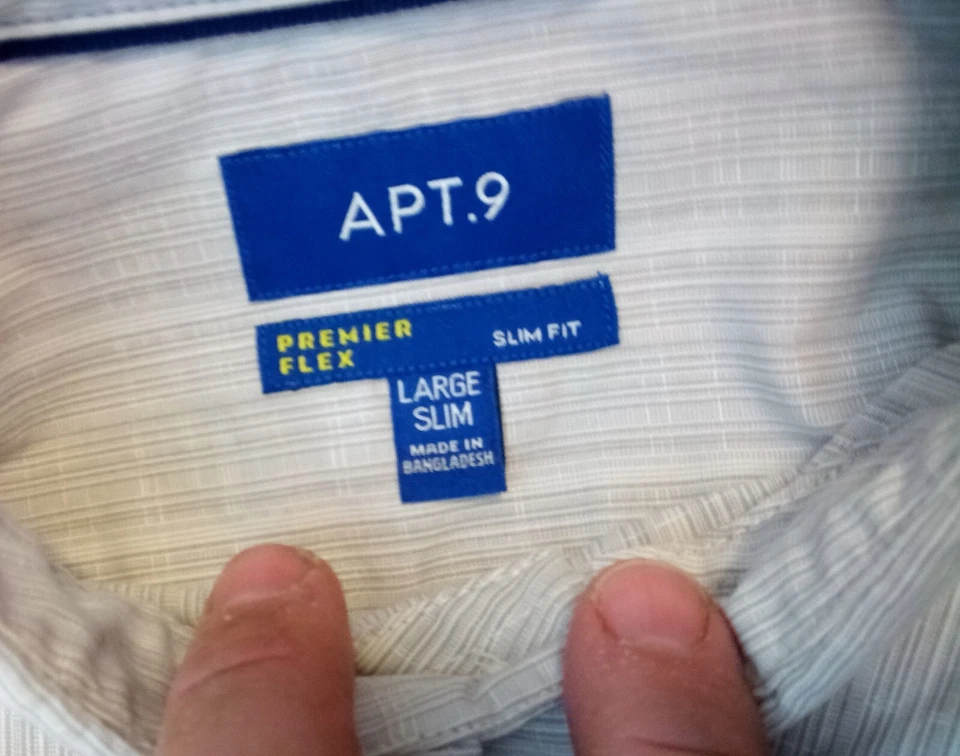 APT.9
PREMIER
FLEX
SLIM FIT
LARGE
SLIM
MADE IN
BANGLADESH